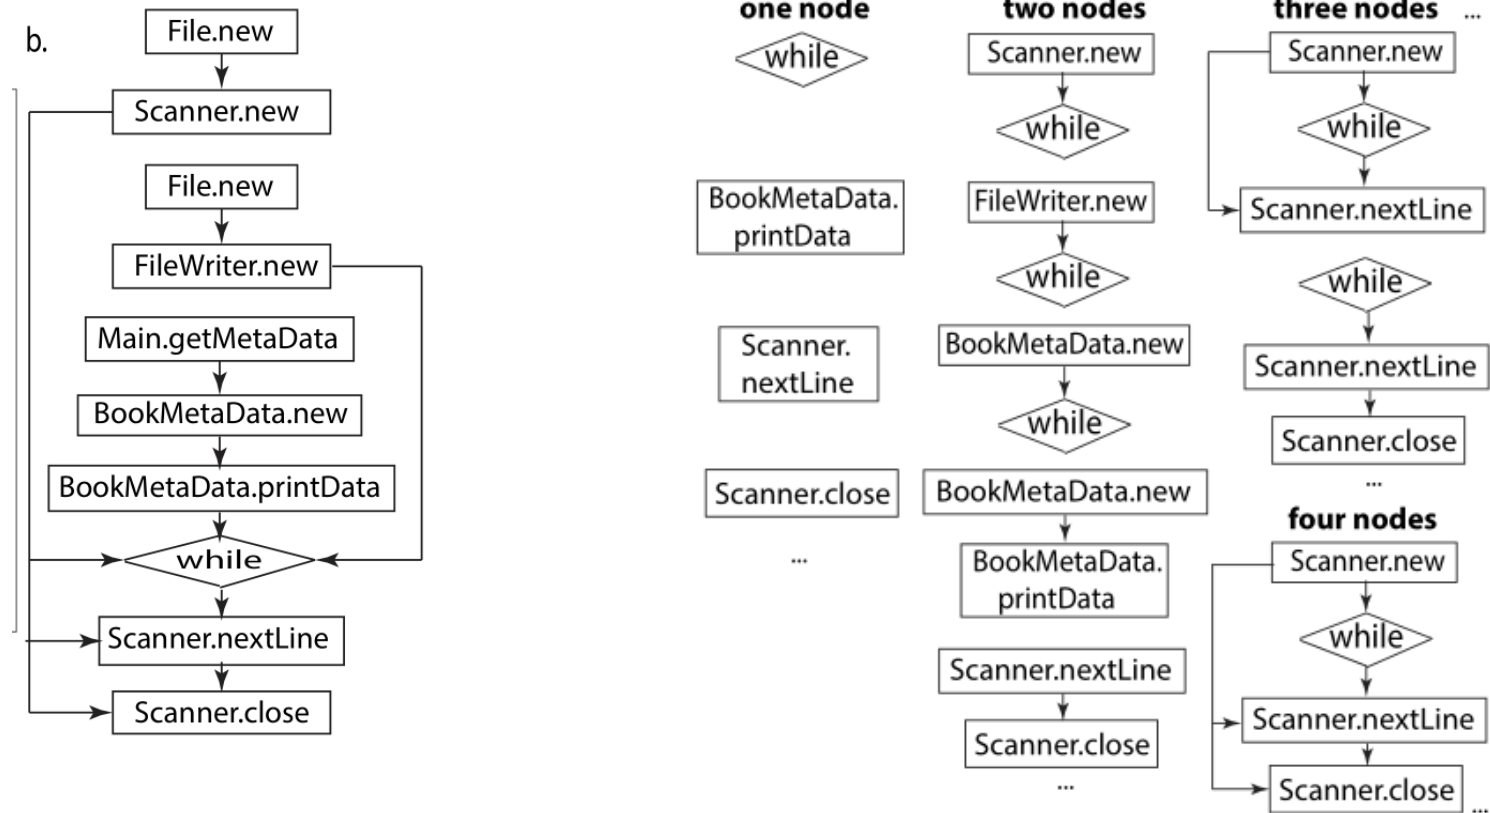 b.
File.new
Scanner.new
File.new
FileWriter.new
Main.getMetaData
BookMetaData.new
BookMetaData.printData
while
Scanner.nextLine
Scanner.close
one node
while
BookMetaData.
printData
Scanner.
nextLine
Scanner.close
...
two nodes
Scanner.new
while
FileWriter.new
while
BookMetaData.new
while
BookMetaData.new
BookMetaData.
printData
Scanner.nextLine
Scanner.close
...
three nodes ...
Scanner.new
while
Scanner.nextLine
while
Scanner.nextLine
Scanner.close
...
four nodes
Scanner.new
while
Scanner.nextLine
Scanner.close
...